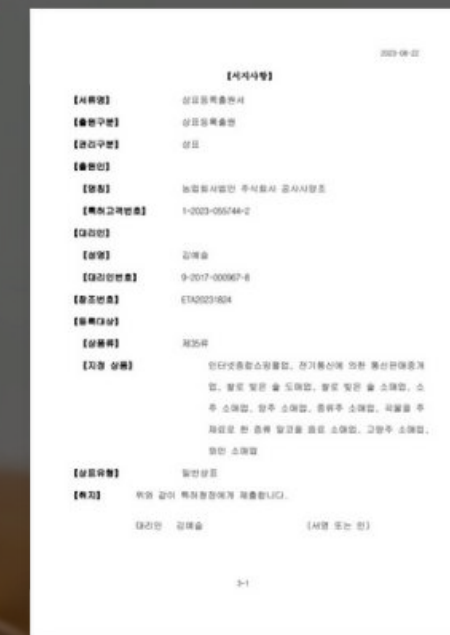 2023-06-22
【서지사항】
【서류명】 상표등록출원서
【출원구분】 상표등록출원
【권리구분】 상표
【출원인】
【명칭】 농업회사법인 주식회사 공사사양조
【특허고객번호】 1-2023-055744-2
【대리인】
【성명】 김예슬
【대리인번호】 9-2017-000967-8
【참조번호】 ETA20231824
【등록대상】
【상품류】 제35류
【지정 상품】 인터넷종합쇼핑몰업, 전기통신에 의한 통신판매중개
업, 쌀로 빚은 술 도매업, 쌀로 빚은 술 소매업, 소
주 소매업, 양주 소매업, 증류주 소매업, 곡물을 주
재료로 한 증류 알코올 음료 소매업, 고량주 소매업,
와인 소매업
【상표유형】 일반상표
【취지】 위와 같이 특허청장에게 제출합니다.
대리인 김예슬 (서명 또는 인)
3-1